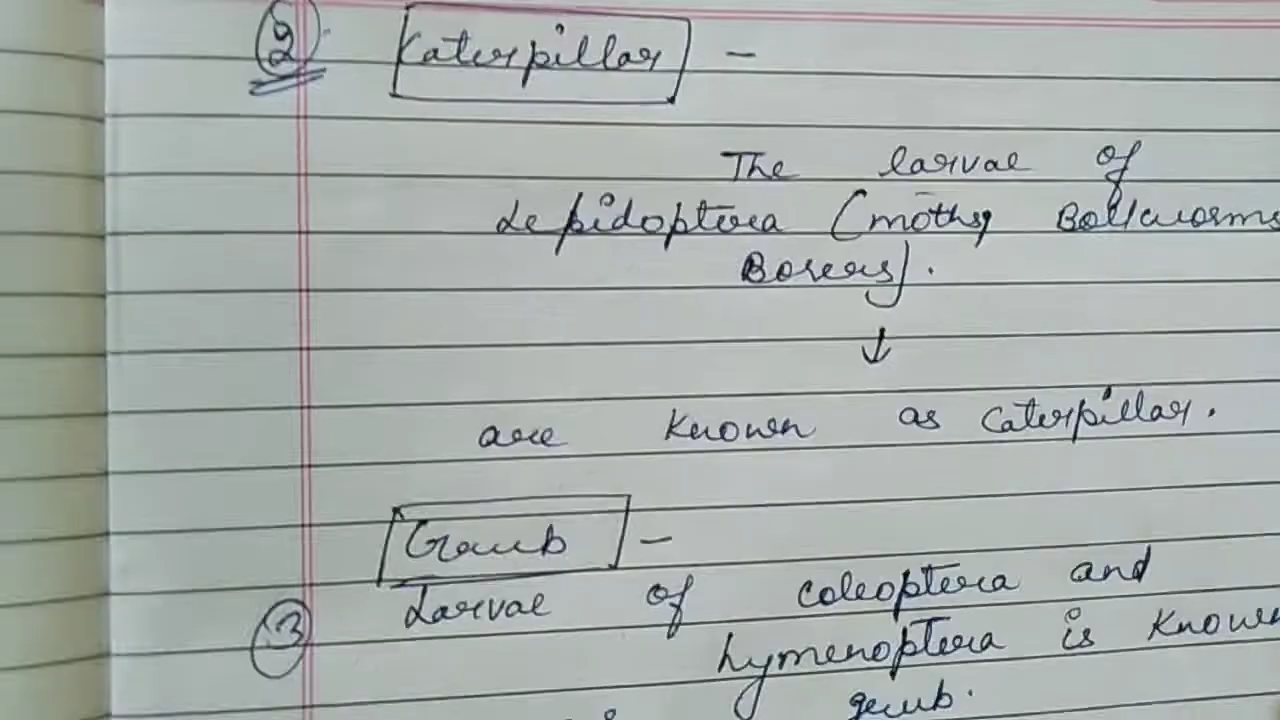 ② Caterpillar –
The larvae of
Lepidoptera (moths, Bollworms
Borers).
↓
are known as Caterpillar.
Grub –
③ Larvae of coleoptera and
hymenoptera is known
grub.